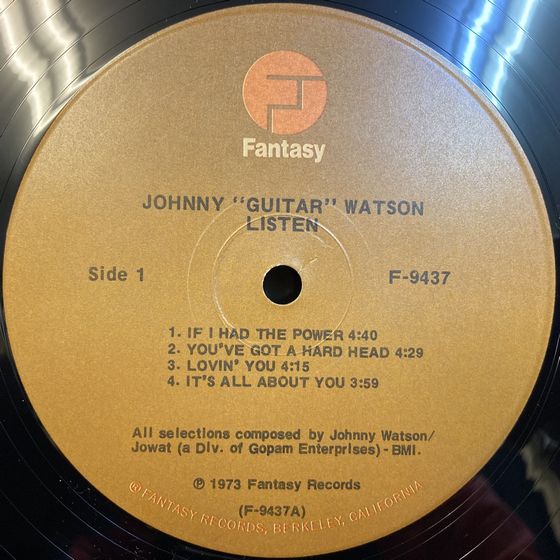 Fantasy
JOHNNY "GUITAR" WATSON
LISTEN
Side 1
F-9437
1. IF I HAD THE POWER 4:40
2. YOU'VE GOT A HARD HEAD 4:29
3. LOVIN' YOU 4:15
4. IT'S ALL ABOUT YOU 3:59
All selections composed by Johnny Watson/
Jowat (a Div. of Gopam Enterprises) - BMI.
℗ 1973 Fantasy Records
(F-9437A)
® FANTASY RECORDS, BERKELEY, CALIFORNIA